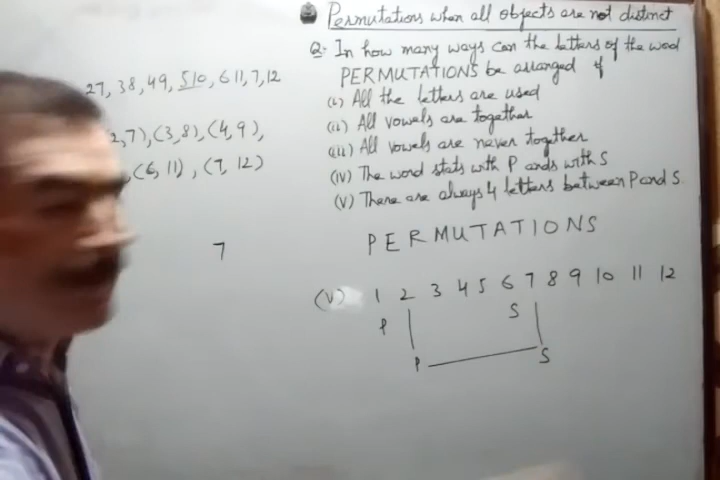 Permutations when all objects are not distinct
Q. In how many ways can the letters of the word
PERMUTATIONS be arranged if
(i) All the letters are used
(ii) All vowels are together
(iii) All vowels are never together
(iv) The word stats with P ands with S
(v) There are always 4 letters between P and S.
27, 38, 49, 510, 611, 7,12
2,7), (3,8), (4,9),
, (6, 11), (7, 12)
7
PERMUTATIONS
(V) 1 2 3 4 5 6 7 8 9 10 11 12
P S
P S